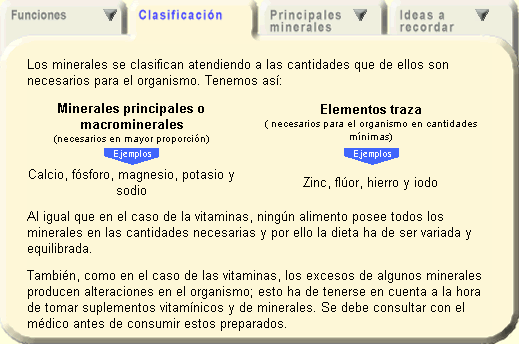 Funciones
Clasificación
Principales minerales
Ideas a recordar
Los minerales se clasifican atendiendo a las cantidades que de ellos son
necesarios para el organismo. Tenemos así:
Minerales principales o
macrominerales
(necesarios en mayor proporción)
Ejemplos
Calcio, fósforo, magnesio, potasio y
sodio
Elementos traza
( necesarios para el organismo en cantidades
mínimas)
Ejemplos
Zinc, flúor, hierro y iodo
Al igual que en el caso de la vitaminas, ningún alimento posee todos los
minerales en las cantidades necesarias y por ello la dieta ha de ser variada y
equilibrada.
También, como en el caso de las vitaminas, los excesos de algunos minerales
producen alteraciones en el organismo; esto ha de tenerse en cuenta a la hora
de tomar suplementos vitamínicos y de minerales. Se debe consultar con el
médico antes de consumir estos preparados.